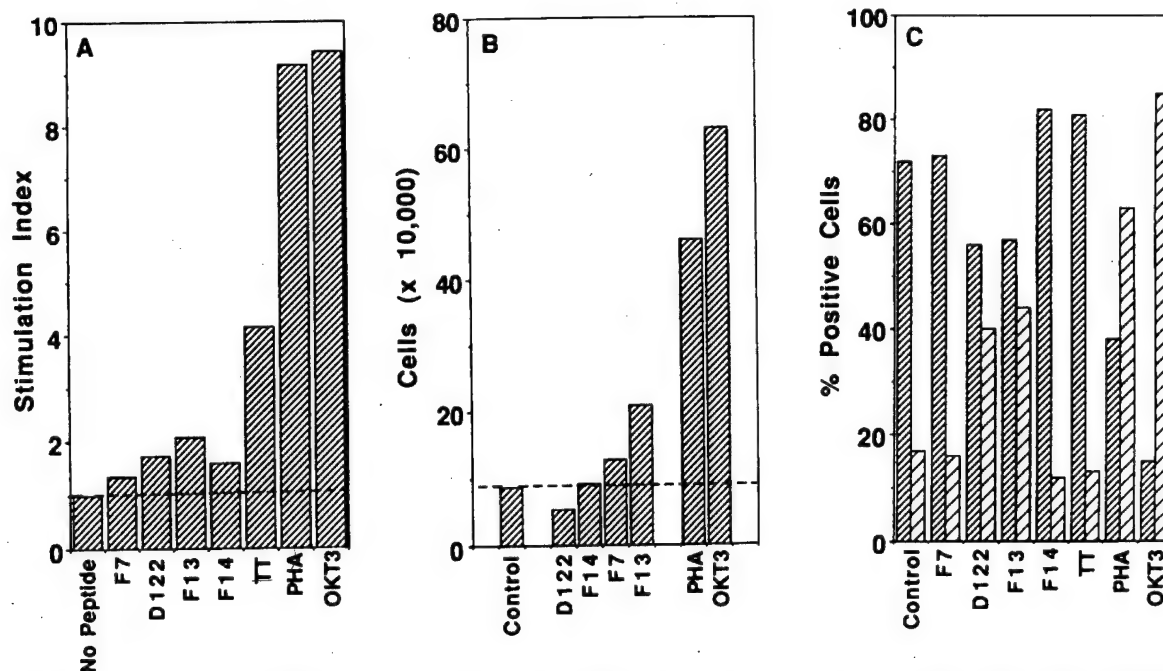 A
Stimulation Index
10
8
6
4
2
0
No Peptide
F7
D122
F13
F14
TT
PHA
OKT3
B
Cells (x 10,000)
80
60
40
20
0
Control
D122
F14
F7
F13
PHA
OKT3
C
% Positive Cells
100
80
60
40
20
0
Control
F7
D122
F13
F14
TT
PHA
OKT3